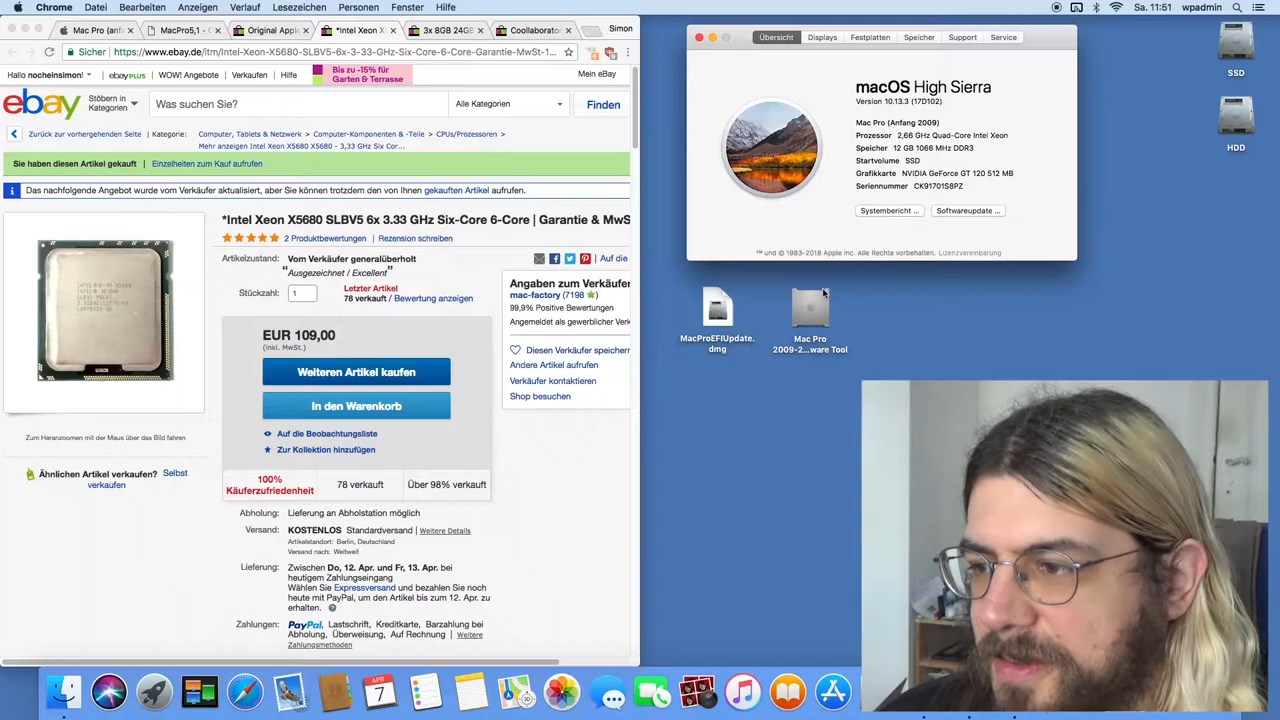 Chrome Datei Bearbeiten Anzeigen Verlauf Lesezeichen Personen Fenster Hilfe
Sa. 11:51 wpadmin
Mac Pro (anfa
MacPro5,1 -
Original Apple
*Intel Xeon X
3x 8GB 24GB
Coollaborator
Simon
Sicher https://www.ebay.de/itm/Intel-Xeon-X5680-SLBV5-6x-3-33-GHz-Six-Core-6-Core-Garantie-MwSt-1...
Hallo nocheinsimon! ebayPLUS WOW! Angebote Verkaufen Hilfe
Bis zu -15% für
Garten & Terrasse
Mein eBay
ebay
Stöbern in
Kategorien
Was suchen Sie?
Alle Kategorien
Finden
Zurück zur vorhergehenden Seite
Kategorie: Computer, Tablets & Netzwerk > Computer-Komponenten & -Teile > CPUs/Prozessoren >
Mehr anzeigen Intel Xeon X5680 X5680 - 3,33 GHz Six Cor...
Sie haben diesen Artikel gekauft Einzelheiten zum Kauf aufrufen
Das nachfolgende Angebot wurde vom Verkäufer aktualisiert, aber Sie können trotzdem den von Ihnen gekauften Artikel aufrufen.
*Intel Xeon X5680 SLBV5 6x 3.33 GHz Six-Core 6-Core | Garantie & MwS
2 Produktbewertungen | Rezension schreiben
Artikelzustand: Vom Verkäufer generalüberholt
“Ausgezeichnet / Excellent”
Auf die
Stückzahl: 1
Letzter Artikel
78 verkauft / Bewertung anzeigen
EUR 109,00
(inkl. MwSt.)
Weiteren Artikel kaufen
In den Warenkorb
Auf die Beobachtungsliste
Zur Kollektion hinzufügen
100%
Käuferzufriedenheit
78 verkauft
Über 98% verkauft
Angaben zum Verkäufe
mac-factory (7198 )
99,9% Positive Bewertungen
Angemeldet als gewerblicher Verk
Diesen Verkäufer speichern
Andere Artikel aufrufen
Verkäufer kontaktieren
Shop besuchen
Zum Heranzoomen mit der Maus über das Bild fahren
Ähnlichen Artikel verkaufen? Selbst
verkaufen
Abholung: Lieferung an Abholstation möglich
Versand: KOSTENLOS Standardversand | Weitere Details
Artikelstandort: Berlin, Deutschland
Versand nach: Weltweit
Lieferung: Zwischen Do, 12. Apr. und Fr, 13. Apr. bei
heutigem Zahlungseingang
Wählen Sie Expressversand und bezahlen Sie noch
heute mit PayPal, um den Artikel bis zum 12. Apr. zu
erhalten.
Zahlungen: PayPal, Lastschrift, Kreditkarte, Barzahlung bei
Abholung, Überweisung, Auf Rechnung | Weitere
Zahlungsmethoden
Übersicht Displays Festplatten Speicher Support Service
macOS High Sierra
Version 10.13.3 (17D102)
Mac Pro (Anfang 2009)
Prozessor 2,66 GHz Quad-Core Intel Xeon
Speicher 12 GB 1066 MHz DDR3
Startvolume SSD
Grafikkarte NVIDIA GeForce GT 120 512 MB
Seriennummer CK91701S8PZ
Systembericht ...
Softwareupdate ...
™ und © 1983-2018 Apple Inc. Alle Rechte vorbehalten. Lizenzvereinbarung
MacProEFIUpdate.
dmg
Mac Pro
2009-2...ware Tool
SSD
HDD
APR
7